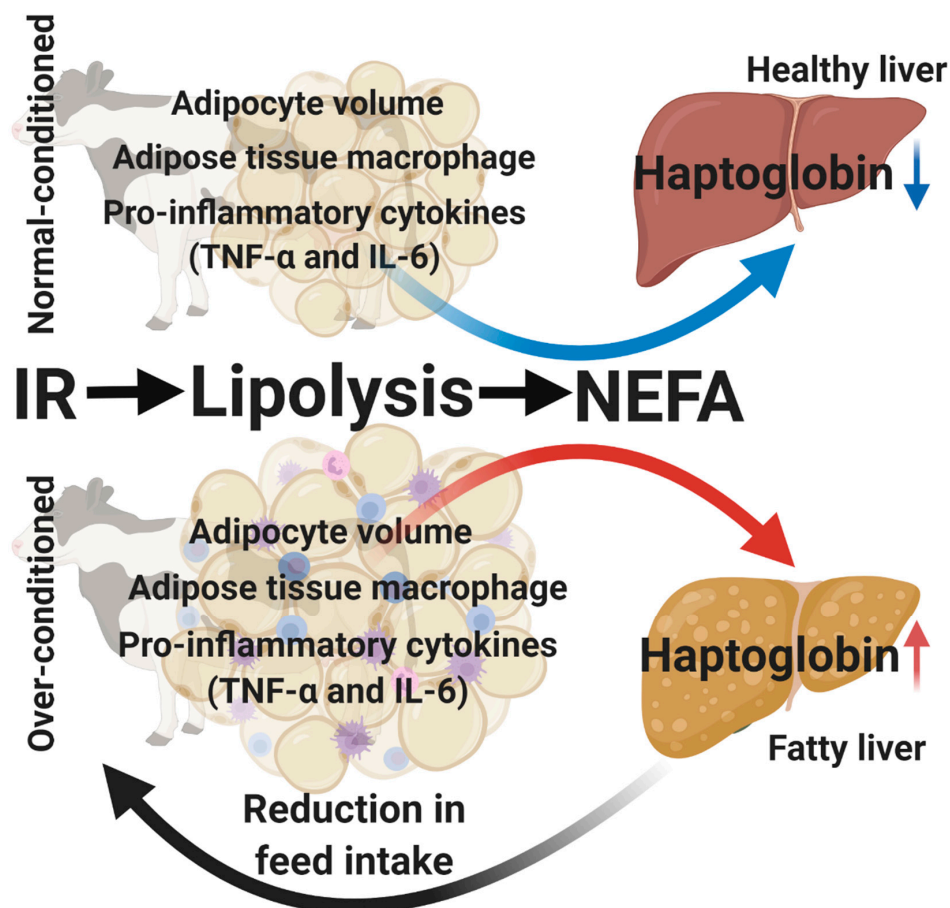 Normal-conditioned
Adipocyte volume
Adipose tissue macrophage
Pro-inflammatory cytokines
(TNF-α and IL-6)
Healthy liver
Haptoglobin
IR Lipolysis NEFA
Over-conditioned
Adipocyte volume
Adipose tissue macrophage
Pro-inflammatory cytokines
(TNF-α and IL-6)
Haptoglobin
Fatty liver
Reduction in
feed intake